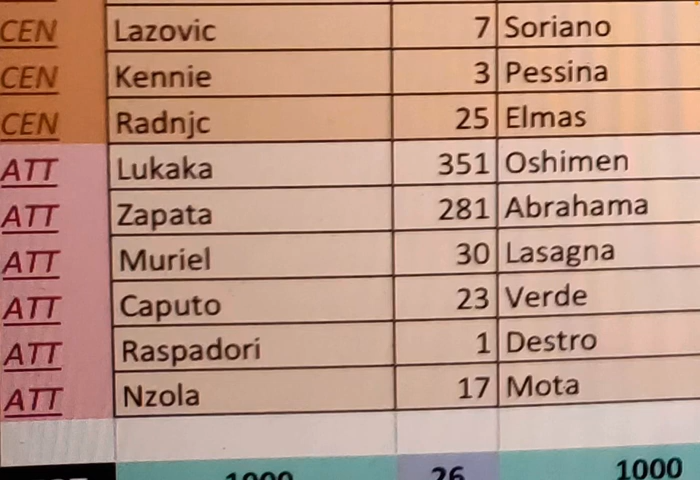 CEN Lazovic 7 Soriano
CEN Kennie 3 Pessina
CEN Radnjc 25 Elmas
ATT Lukaka 351 Oshimen
ATT Zapata 281 Abrahama
ATT Muriel 30 Lasagna
ATT Caputo 23 Verde
ATT Raspadori 1 Destro
ATT Nzola 17 Mota
1000 26 1000